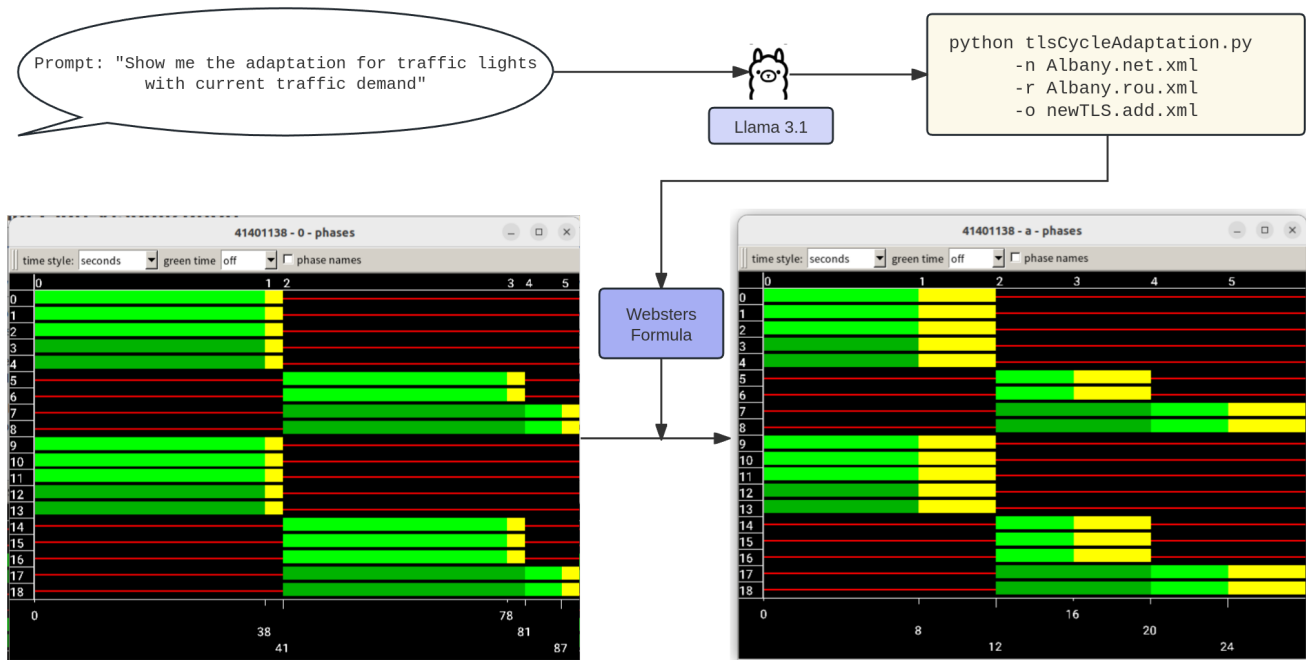 Prompt: "Show me the adaptation for traffic lights
with current traffic demand"
Llama 3.1
python tlsCycleAdaptation.py
-n Albany.net.xml
-r Albany.rou.xml
-o newTLS.add.xml
41401138 - 0 - phases
time style: seconds green time off phase names
0 1 2 3 4 5
0
1
2
3
4
5
6
7
8
9
10
11
12
13
14
15
16
17
18
0 78
38 81
41 87
Websters
Formula
41401138 - a - phases
time style: seconds green time off phase names
0 1 2 3 4 5
0
1
2
3
4
5
6
7
8
9
10
11
12
13
14
15
16
17
18
0 16
8 20
12 24